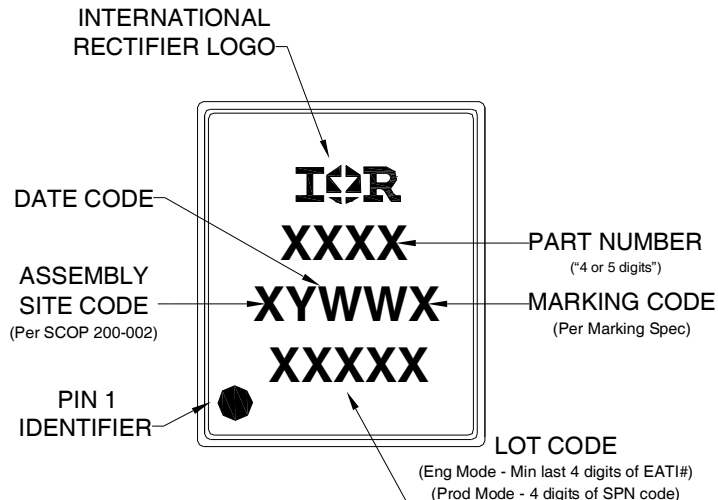 INTERNATIONAL
RECTIFIER LOGO
IOR
DATE CODE
XXXX
PART NUMBER
("4 or 5 digits")
ASSEMBLY
SITE CODE
(Per SCOP 200-002)
XYWWX
MARKING CODE
(Per Marking Spec)
XXXXX
PIN 1
IDENTIFIER
LOT CODE
(Eng Mode - Min last 4 digits of EATI#)
(Prod Mode - 4 digits of SPN code)